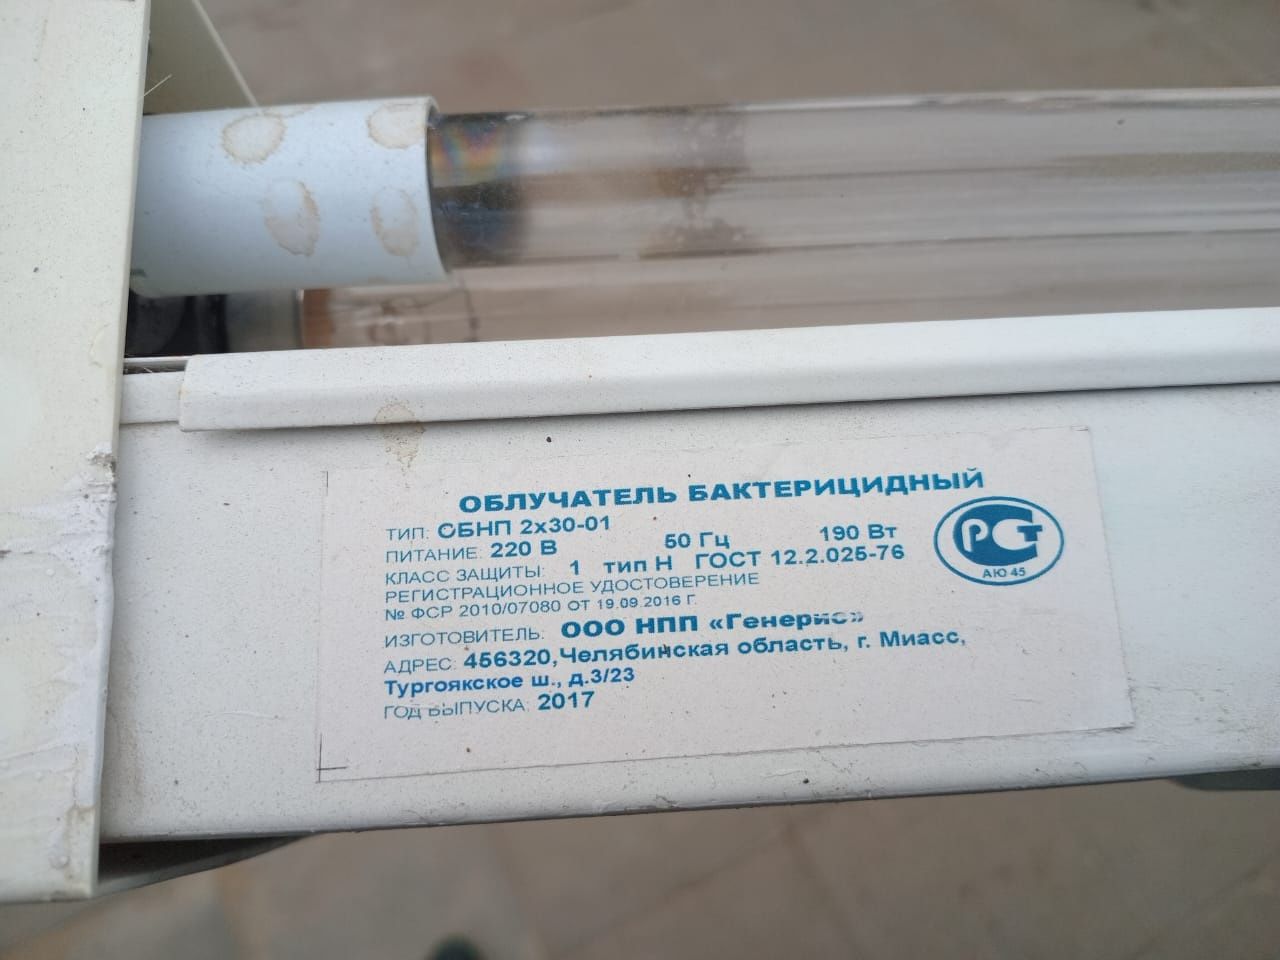 ОБЛУЧАТЕЛЬ БАКТЕРИЦИДНЫЙ
ТИП: ОБНП 2х30-01
ПИТАНИЕ: 220 В 50 Гц 190 Вт
КЛАСС ЗАЩИТЫ: 1 тип Н ГОСТ 12.2.025-76
РЕГИСТРАЦИОННОЕ УДОСТОВЕРЕНИЕ
№ ФСР 2010/07080 ОТ 19.09.2016 Г.
ИЗГОТОВИТЕЛЬ: ООО НПП «Генерис»
АДРЕС: 456320,Челябинская область, г. Миасс,
Тургоякское ш., д.3/23
ГОД ВЫПУСКА: 2017
РСТ
АЮ 45